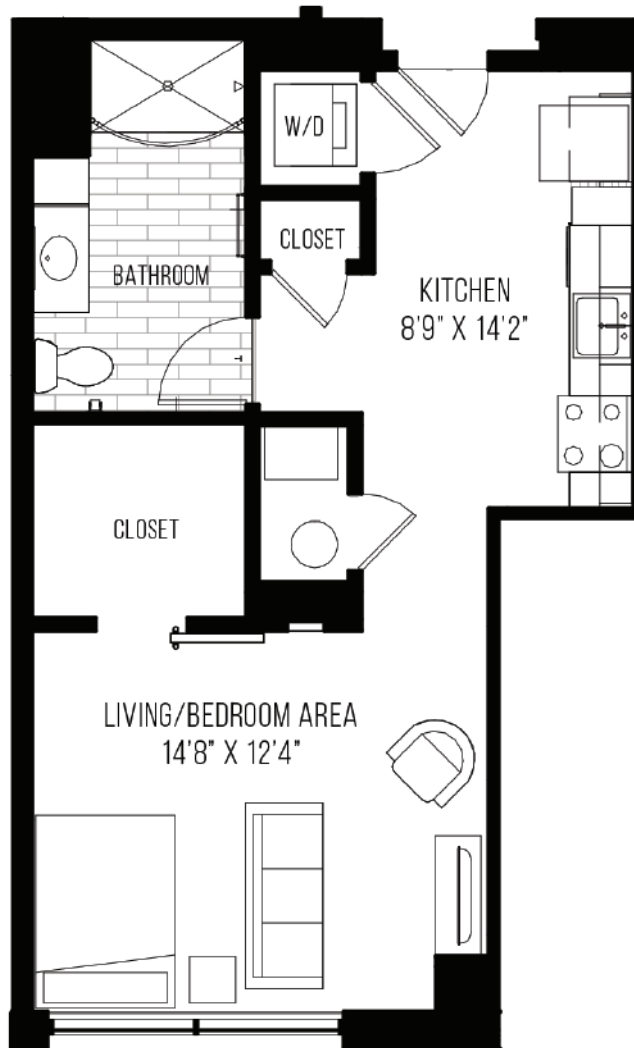 W/D
CLOSET
BATHROOM
KITCHEN
8'9" X 14'2"
CLOSET
LIVING/BEDROOM AREA
14'8" X 12'4"